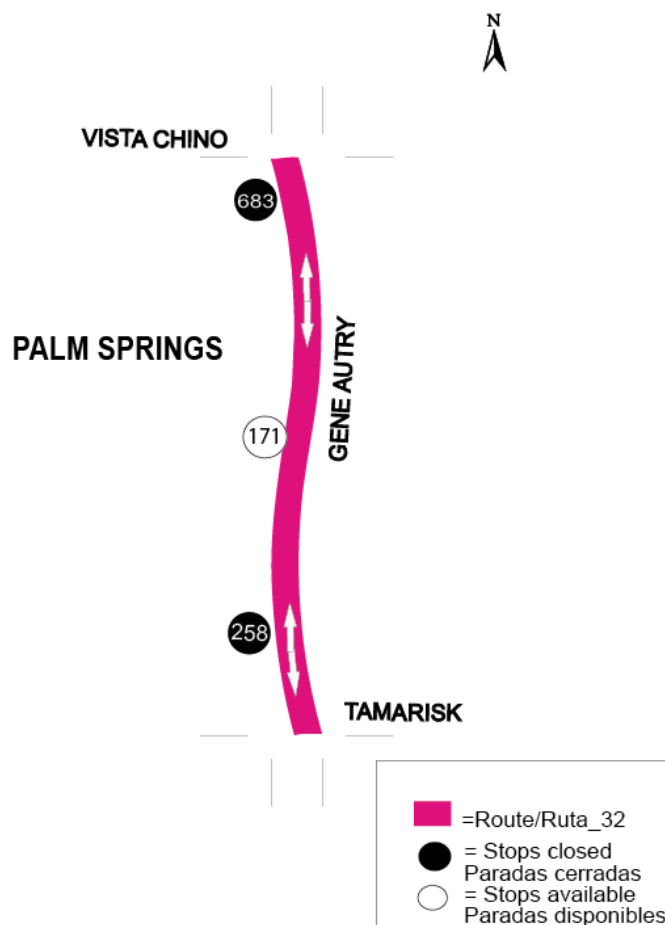 N
VISTA CHINO
683
PALM SPRINGS
GENE AUTRY
171
258
TAMARISK
=Route/Ruta_32
= Stops closed
Paradas cerradas
= Stops available
Paradas disponibles